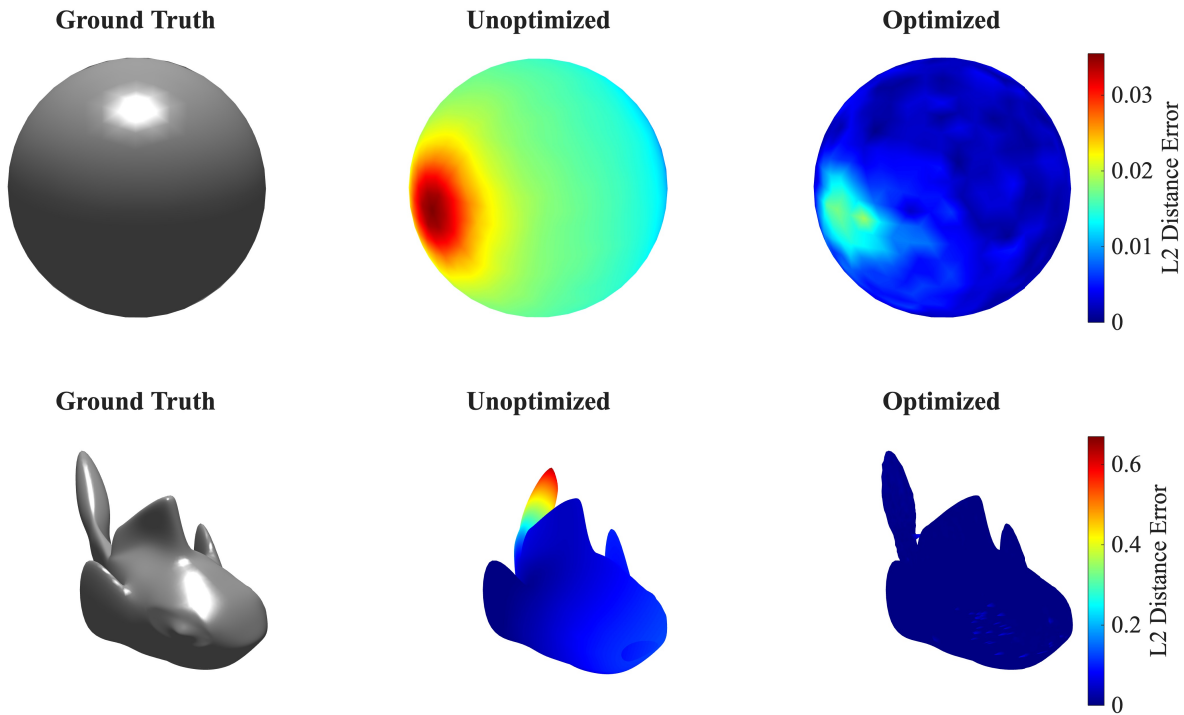 Ground Truth
Unoptimized
Optimized
0.03
0.02
0.01
0
L2 Distance Error
Ground Truth
Unoptimized
Optimized
0.6
0.4
0.2
0
L2 Distance Error